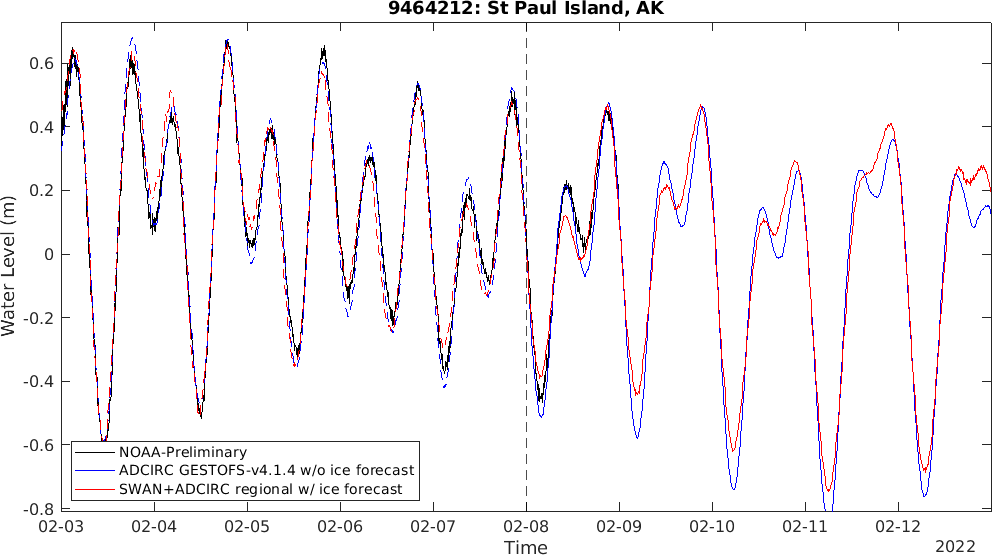 9464212: St Paul Island, AK
Water Level (m)
0.6
0.4
0.2
0
-0.2
-0.4
-0.6
-0.8
NOAA-Preliminary
ADCIRC GESTOFS-v4.1.4 w/o ice forecast
SWAN+ADCIRC regional w/ ice forecast
02-03 02-04 02-05 02-06 02-07 02-08 02-09 02-10 02-11 02-12
Time
2022